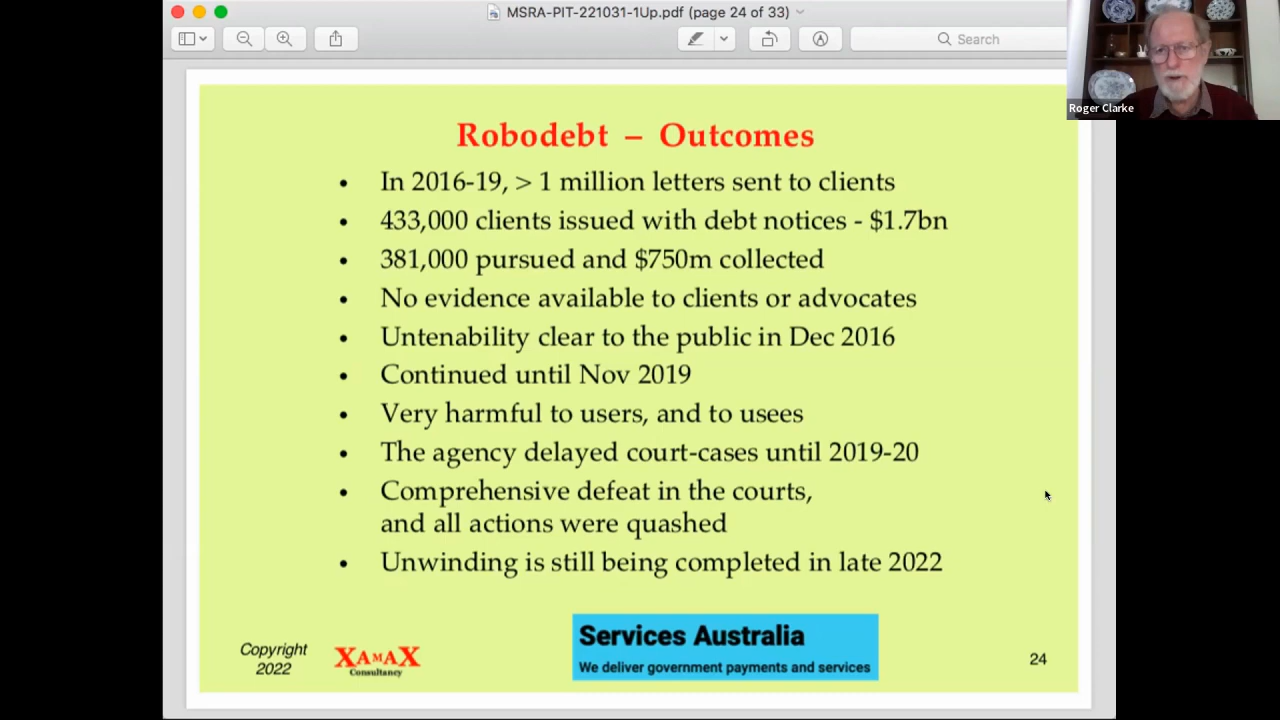 MSRA-PIT-221031-1Up.pdf (page 24 of 33)
Search
Roger Clarke
Robodebt – Outcomes
• In 2016-19, > 1 million letters sent to clients
• 433,000 clients issued with debt notices - $1.7bn
• 381,000 pursued and $750m collected
• No evidence available to clients or advocates
• Untenability clear to the public in Dec 2016
• Continued until Nov 2019
• Very harmful to users, and to usees
• The agency delayed court-cases until 2019-20
• Comprehensive defeat in the courts,
and all actions were quashed
• Unwinding is still being completed in late 2022
Copyright
2022
XAMAX
Consultancy
Services Australia
We deliver government payments and services
24